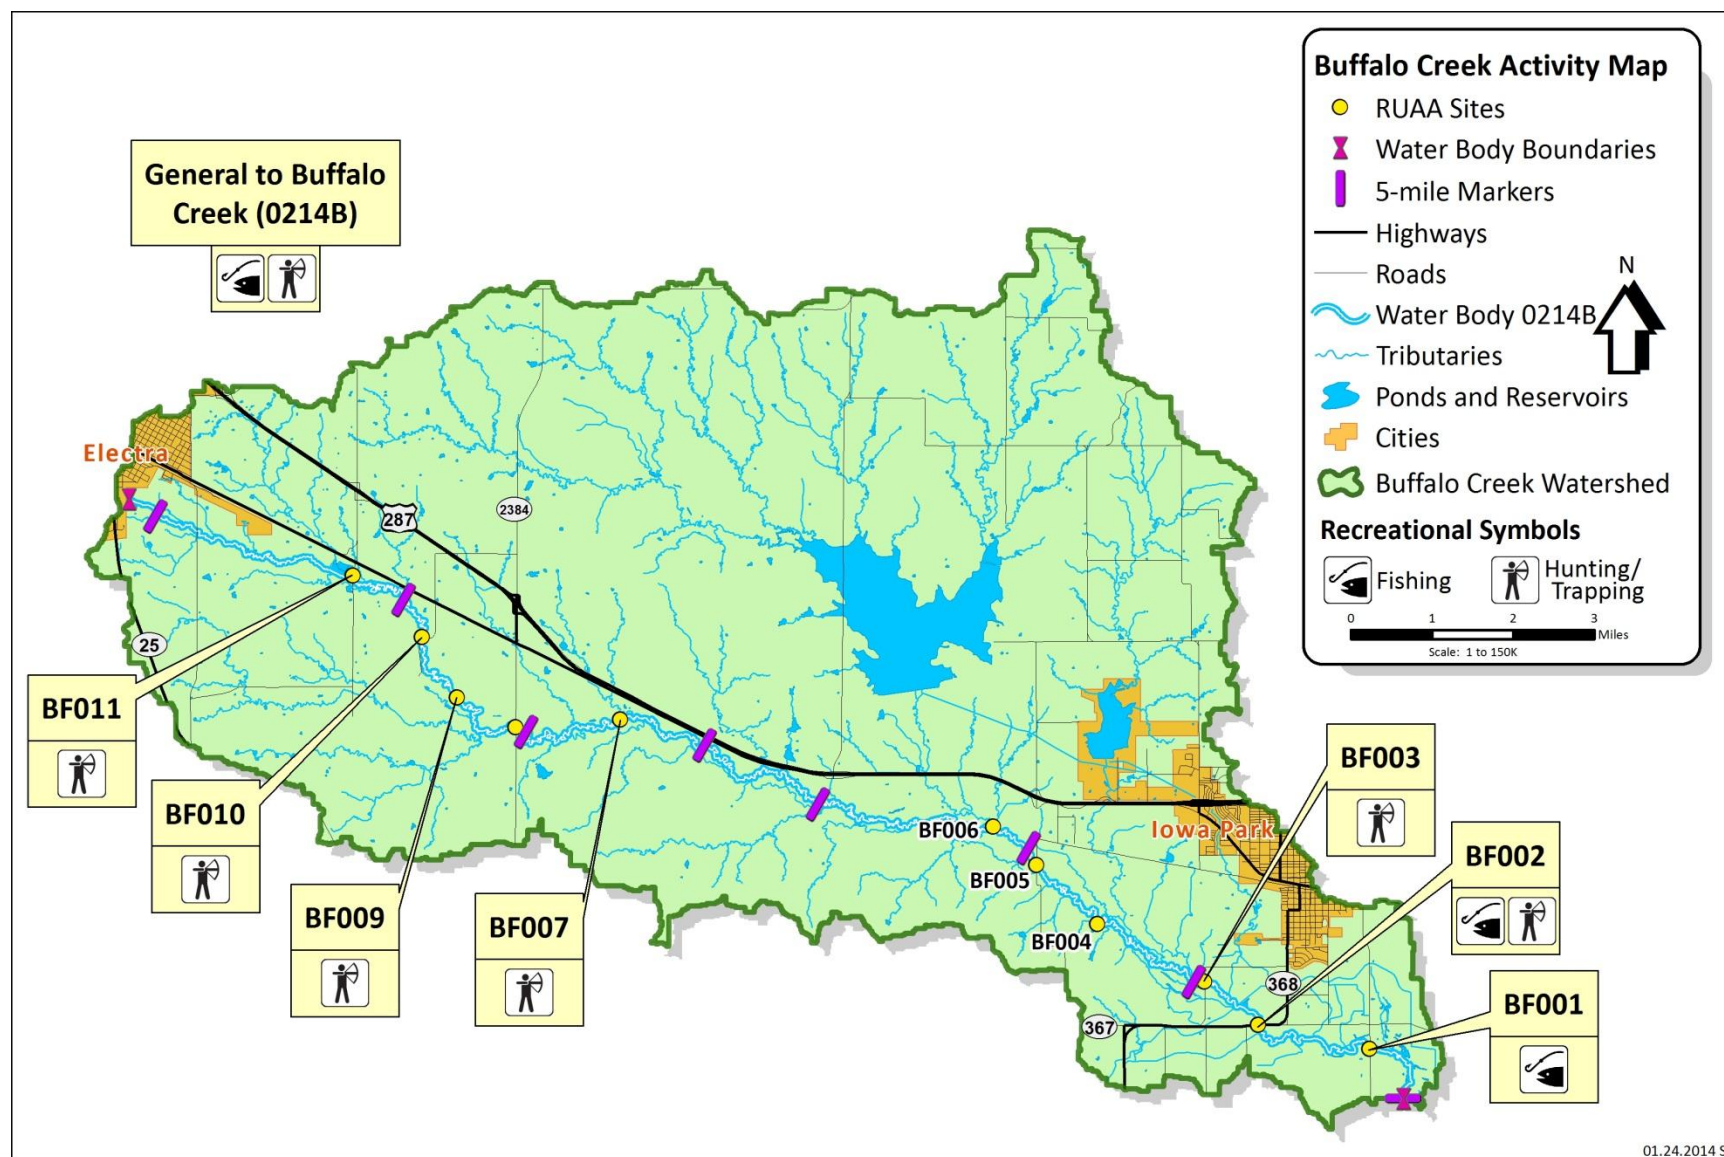 General to Buffalo
Creek (0214B)
Buffalo Creek Activity Map
RUAA Sites
Water Body Boundaries
5-mile Markers
Highways
Roads
Water Body 0214B
Tributaries
Ponds and Reservoirs
Cities
Buffalo Creek Watershed
N
Recreational Symbols
Fishing
Hunting/
Trapping
0 1 2 3
Miles
Scale: 1 to 150K
Electra
287
2384
25
BF011
BF010
BF009
BF007
BF006
BF005
BF004
Iowa Park
BF003
BF002
BF001
368
367
01.24.2014 S